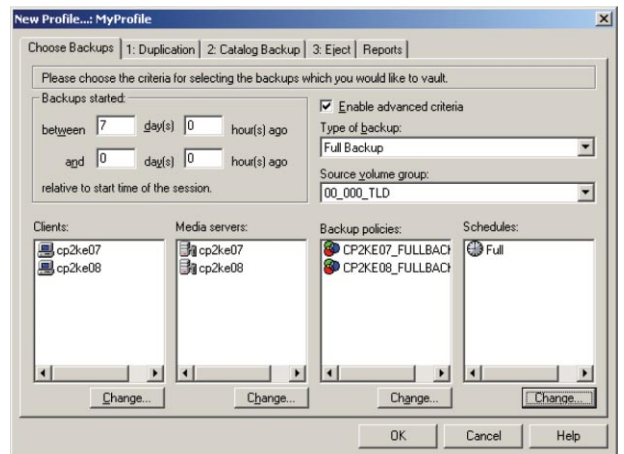 New Profile...: MyProfile
Choose Backups 1: Duplication 2: Catalog Backup 3: Eject Reports
Please choose the criteria for selecting the backups which you would like to vault.
Backups started:
between 7 day(s) 0 hour(s) ago
and 0 day(s) 0 hour(s) ago
relative to start time of the session.
Enable advanced criteria
Type of backup:
Full Backup
Source volume group:
00_000_TLD
Clients:
cp2ke07
cp2ke08
Change...
Media servers:
cp2ke07
cp2ke08
Change...
Backup policies:
CP2KE07_FULLBACK
CP2KE08_FULLBACK
Change...
Schedules:
Full
Change...
OK Cancel Help